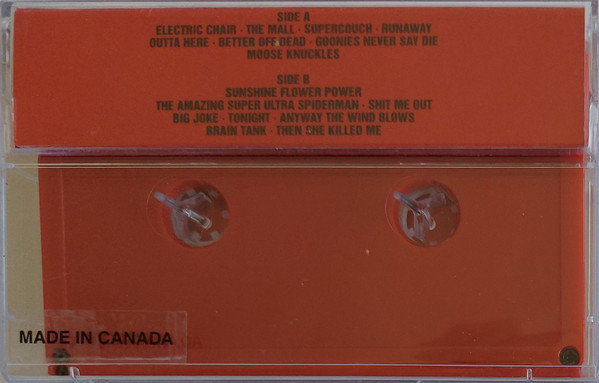 SIDE A
ELECTRIC CHAIR · THE MALL · SUPERCOUCH · RUNAWAY
OUTTA HERE · BETTER OFF DEAD · GOONIES NEVER SAY DIE
MOOSE KNUCKLES
SIDE B
SUNSHINE FLOWER POWER
THE AMAZING SUPER ULTRA SPIDERMAN · SHIT ME OUT
BIG JOKE · TONIGHT · ANYWAY THE WIND BLOWS
BRAIN TANK · THEN CHE KILLED ME
MADE IN CANADA